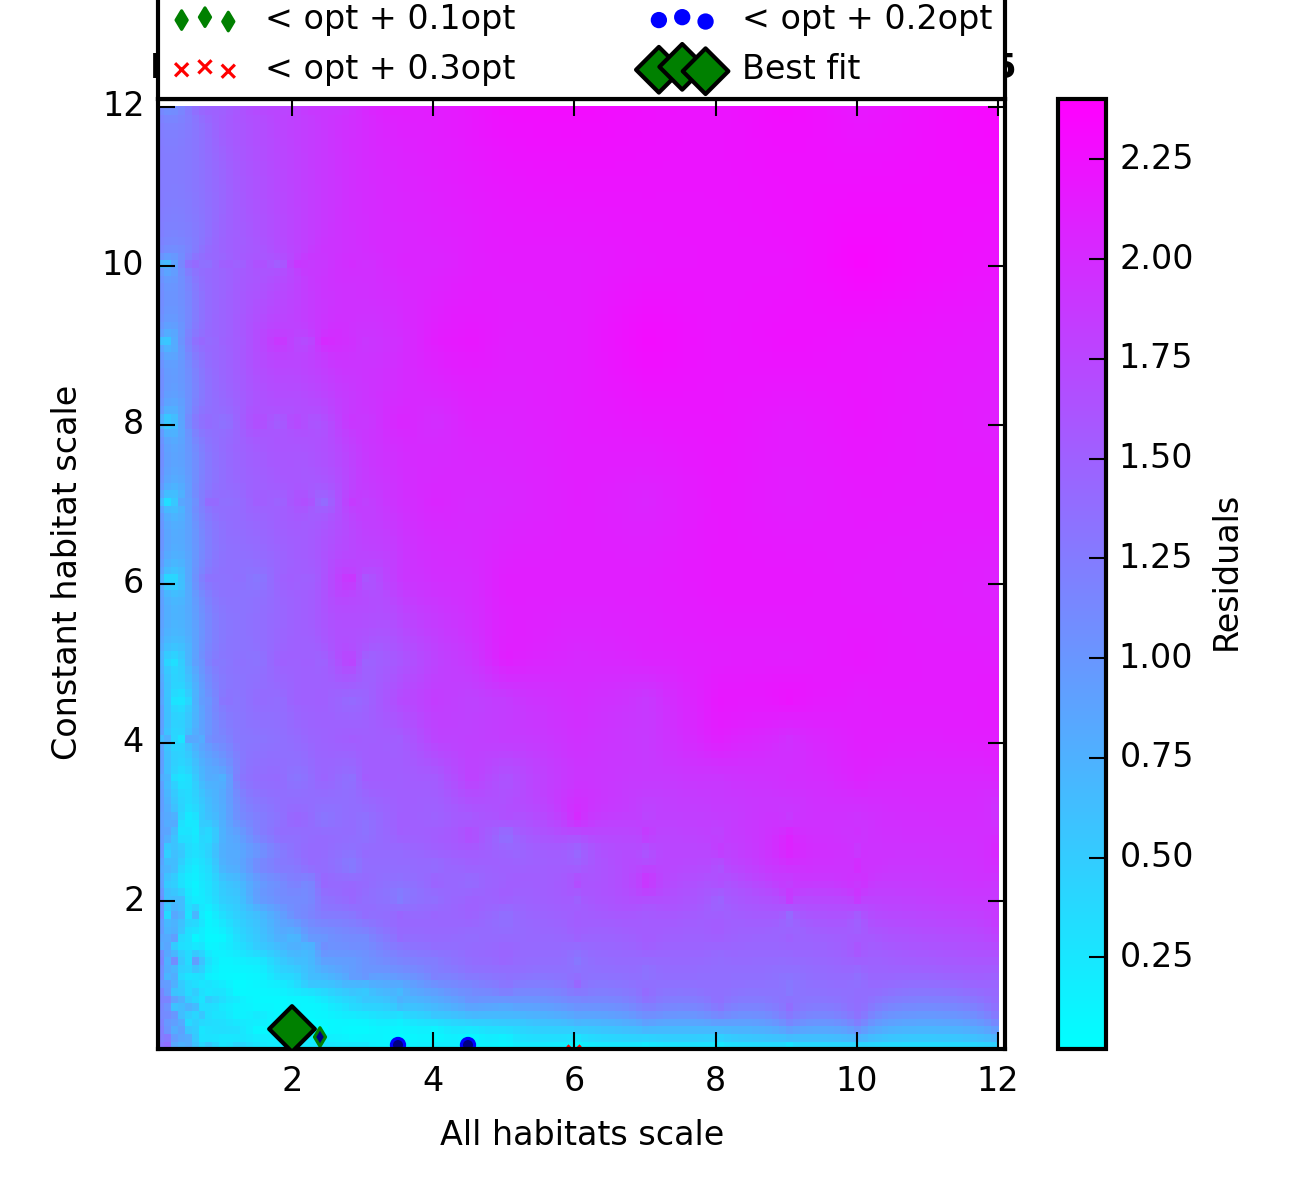 < opt + 0.1opt
< opt + 0.2opt
< opt + 0.3opt
Best fit
12
10
8
6
4
2
Constant habitat scale
2 4 6 8 10 12
All habitats scale
2.25
2.00
1.75
1.50
1.25
1.00
0.75
0.50
0.25
Residuals